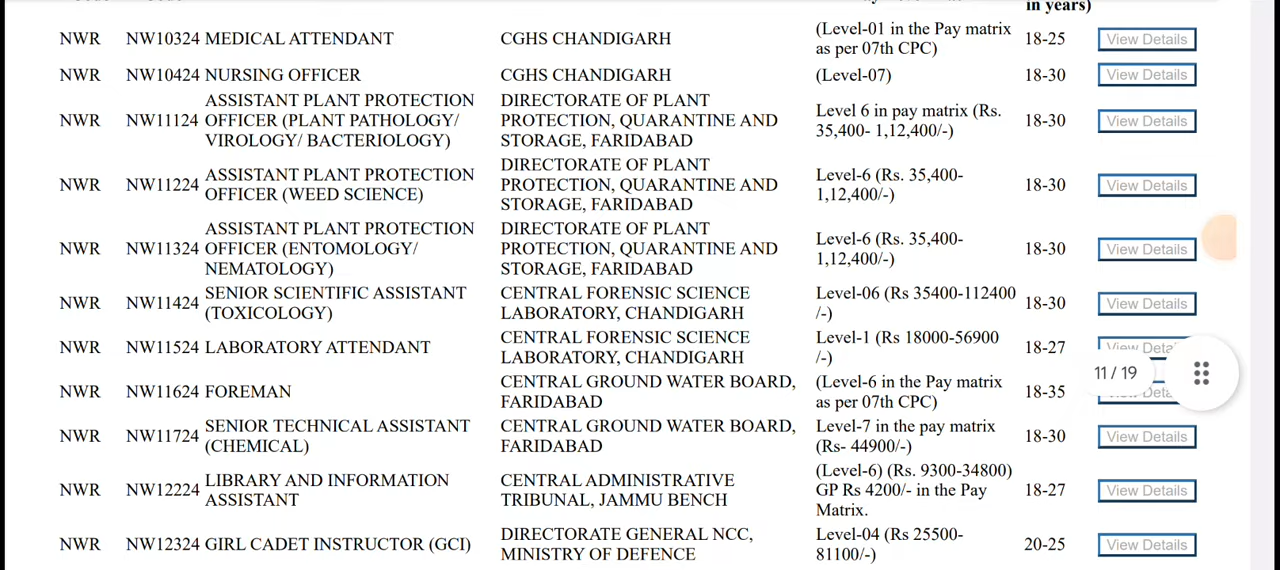 in years)
NWR NW10324 MEDICAL ATTENDANT CGHS CHANDIGARH (Level-01 in the Pay matrix as per 07th CPC) 18-25 View Details
NWR NW10424 NURSING OFFICER CGHS CHANDIGARH (Level-07) 18-30 View Details
NWR NW11124 ASSISTANT PLANT PROTECTION OFFICER (PLANT PATHOLOGY/ VIROLOGY/ BACTERIOLOGY) DIRECTORATE OF PLANT PROTECTION, QUARANTINE AND STORAGE, FARIDABAD Level 6 in pay matrix (Rs. 35,400- 1,12,400/-) 18-30 View Details
NWR NW11224 ASSISTANT PLANT PROTECTION OFFICER (WEED SCIENCE) DIRECTORATE OF PLANT PROTECTION, QUARANTINE AND STORAGE, FARIDABAD Level-6 (Rs. 35,400- 1,12,400/-) 18-30 View Details
NWR NW11324 ASSISTANT PLANT PROTECTION OFFICER (ENTOMOLOGY/ NEMATOLOGY) DIRECTORATE OF PLANT PROTECTION, QUARANTINE AND STORAGE, FARIDABAD Level-6 (Rs. 35,400- 1,12,400/-) 18-30 View Details
NWR NW11424 SENIOR SCIENTIFIC ASSISTANT (TOXICOLOGY) CENTRAL FORENSIC SCIENCE LABORATORY, CHANDIGARH Level-06 (Rs 35400-112400 /-) 18-30 View Details
NWR NW11524 LABORATORY ATTENDANT CENTRAL FORENSIC SCIENCE LABORATORY, CHANDIGARH Level-1 (Rs 18000-56900 /-) 18-27 View
11 / 19
NWR NW11624 FOREMAN CENTRAL GROUND WATER BOARD, FARIDABAD (Level-6 in the Pay matrix as per 07th CPC) 18-35
NWR NW11724 SENIOR TECHNICAL ASSISTANT (CHEMICAL) CENTRAL GROUND WATER BOARD, FARIDABAD Level-7 in the pay matrix (Rs- 44900/-) 18-30 View Details
NWR NW12224 LIBRARY AND INFORMATION ASSISTANT CENTRAL ADMINISTRATIVE TRIBUNAL, JAMMU BENCH (Level-6) (Rs. 9300-34800) GP Rs 4200/- in the Pay Matrix. 18-27 View Details
NWR NW12324 GIRL CADET INSTRUCTOR (GCI) DIRECTORATE GENERAL NCC, MINISTRY OF DEFENCE Level-04 (Rs 25500- 81100/-) 20-25 View Details